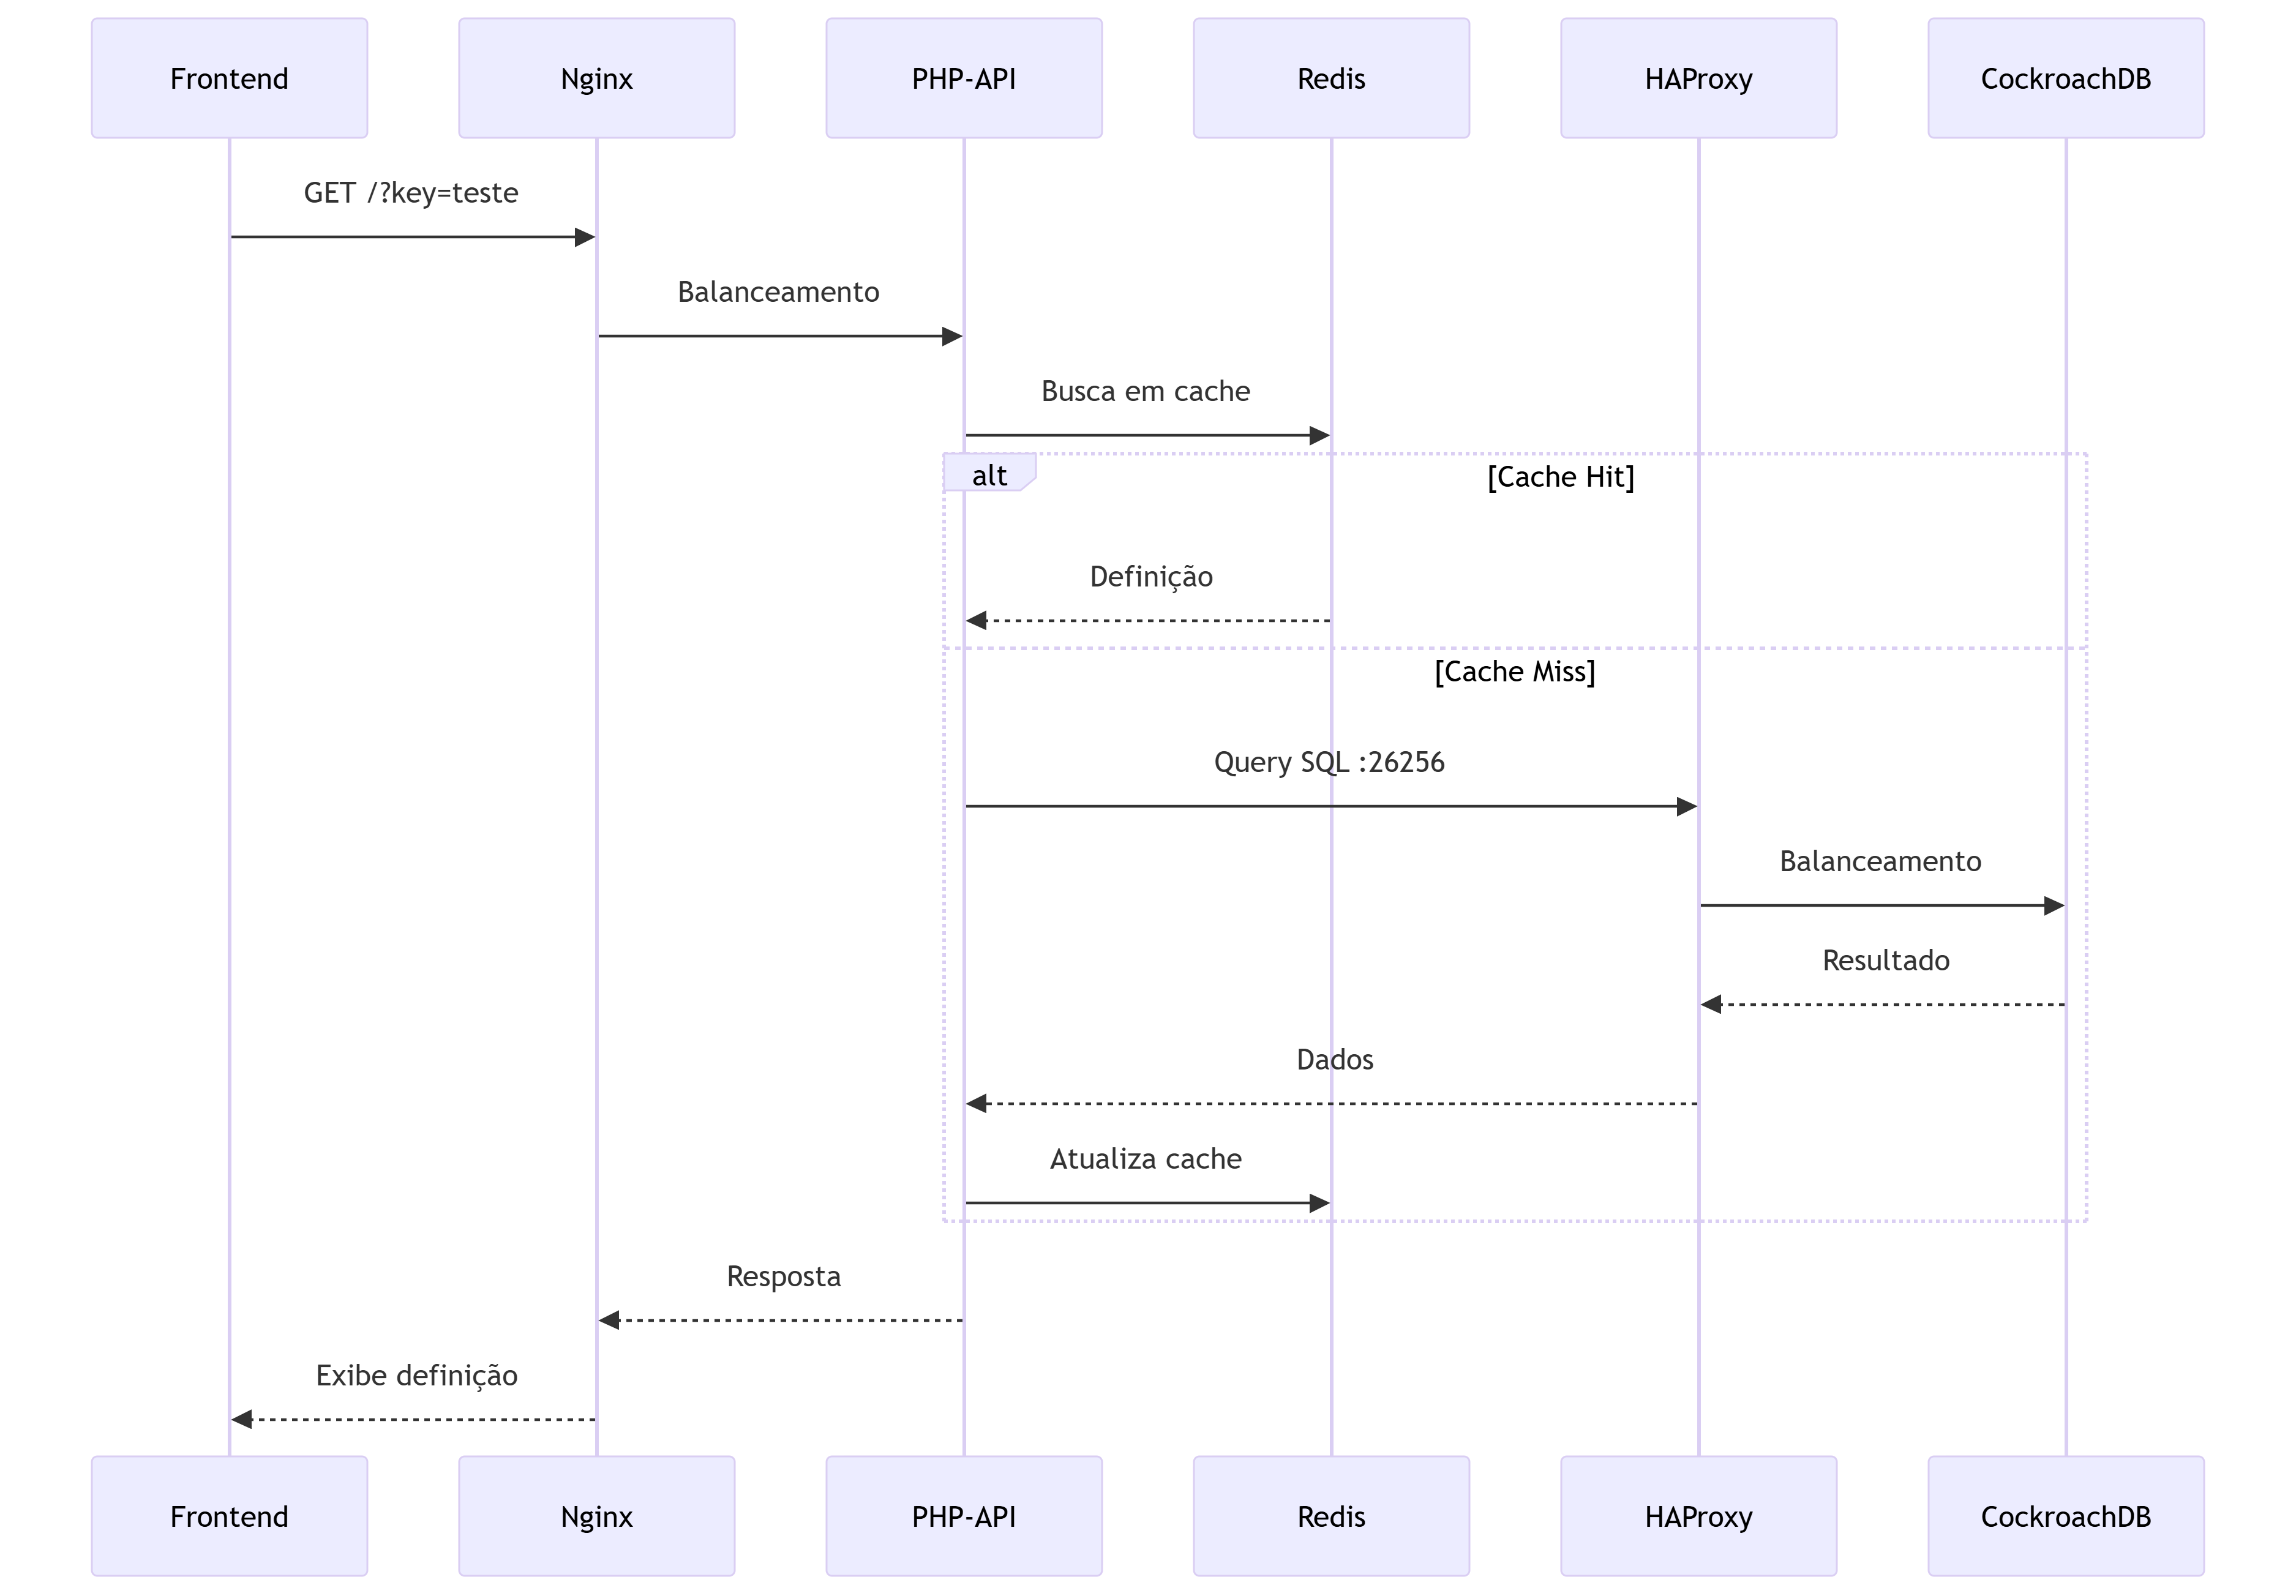 Frontend
Nginx
PHP-API
Redis
HAProxy
CockroachDB
GET /?key=teste
Balanceamento
Busca em cache
alt
[Cache Hit]
Definição
[Cache Miss]
Query SQL :26256
Balanceamento
Resultado
Dados
Atualiza cache
Resposta
Exibe definição
Frontend
Nginx
PHP-API
Redis
HAProxy
CockroachDB